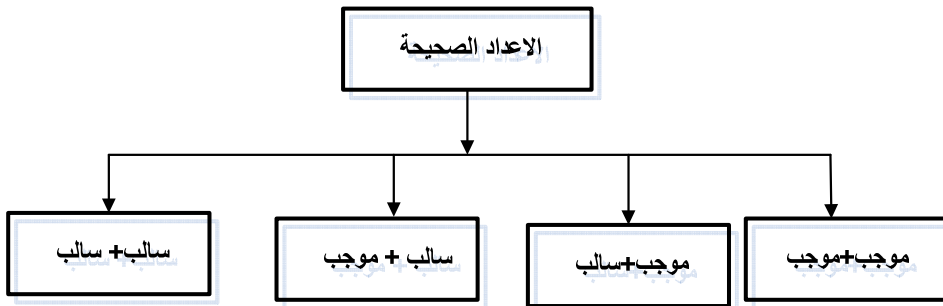 الاعداد الصحيحة
موجب+موجب
موجب+سالب
سالب + موجب
سالب+ سالب